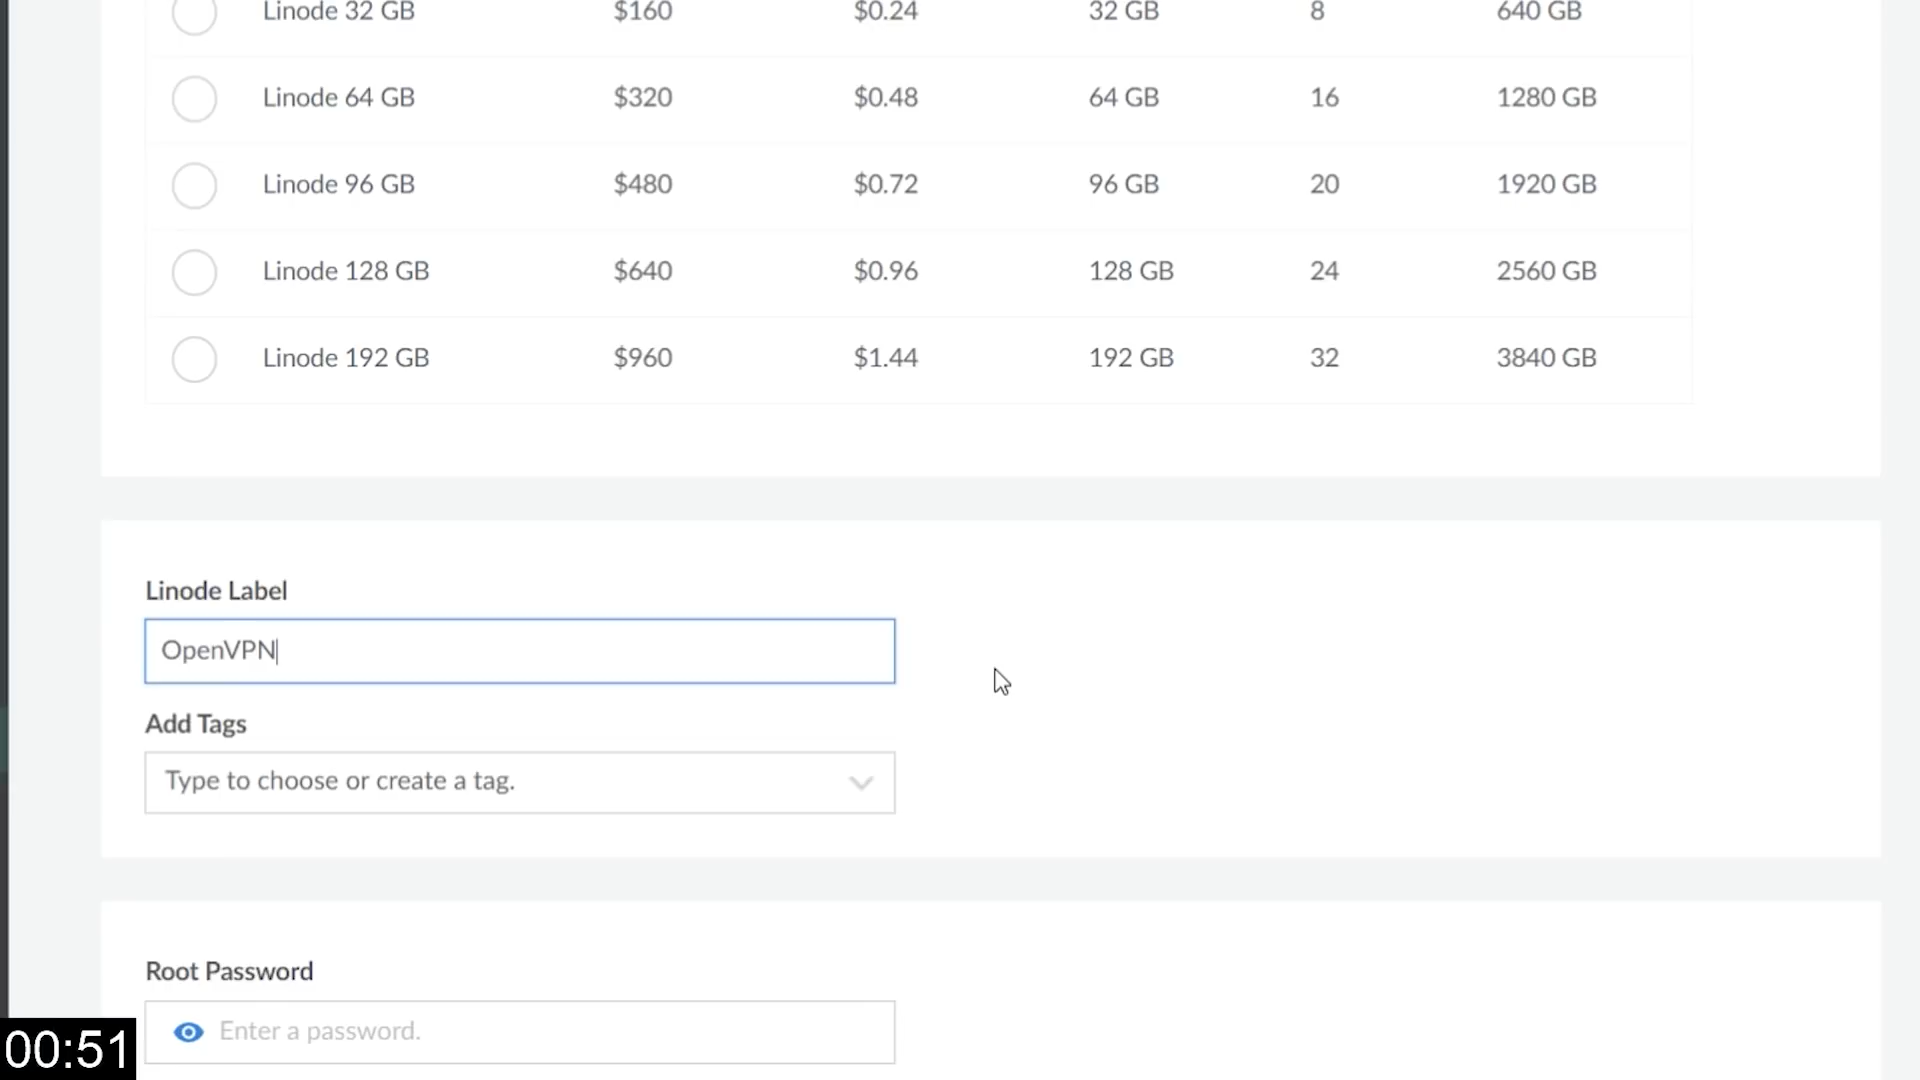 Linode 32 GB $160 $0.24 32 GB 8 640 GB
Linode 64 GB $320 $0.48 64 GB 16 1280 GB
Linode 96 GB $480 $0.72 96 GB 20 1920 GB
Linode 128 GB $640 $0.96 128 GB 24 2560 GB
Linode 192 GB $960 $1.44 192 GB 32 3840 GB
Linode Label
OpenVPN
Add Tags
Type to choose or create a tag.
Root Password
Enter a password.
00:51